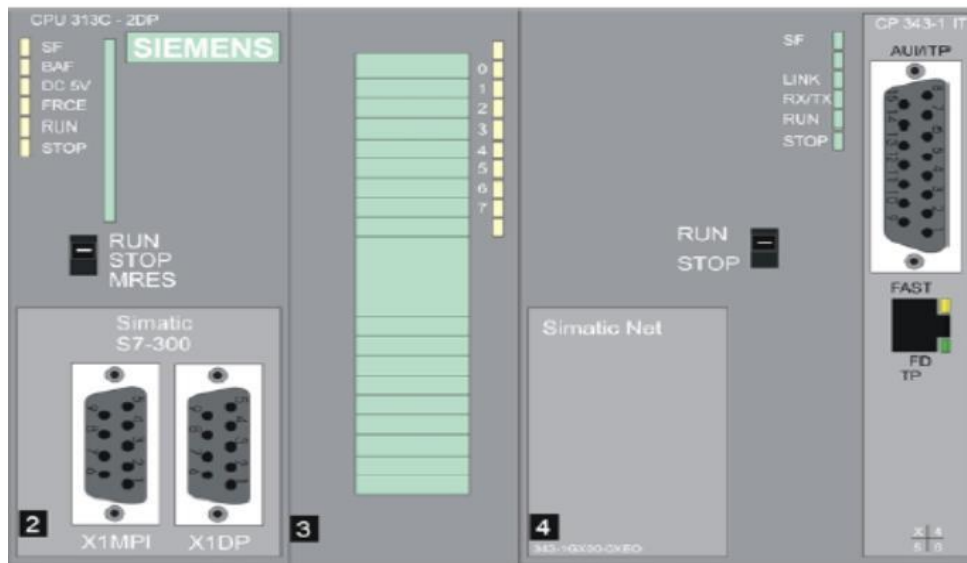 CPU 313C - 2DP
SIEMENS
SF
BAF
DC 5V
FRCE
RUN
STOP
RUN
STOP
MRES
Simatic
S7-300
X1MPI
X1DP
2
0
1
2
3
4
5
6
7
3
SF
LINK
RX/TX
RUN
STOP
RUN
STOP
Simatic Net
4
CP 343-1 IT
FAST
FD
TP